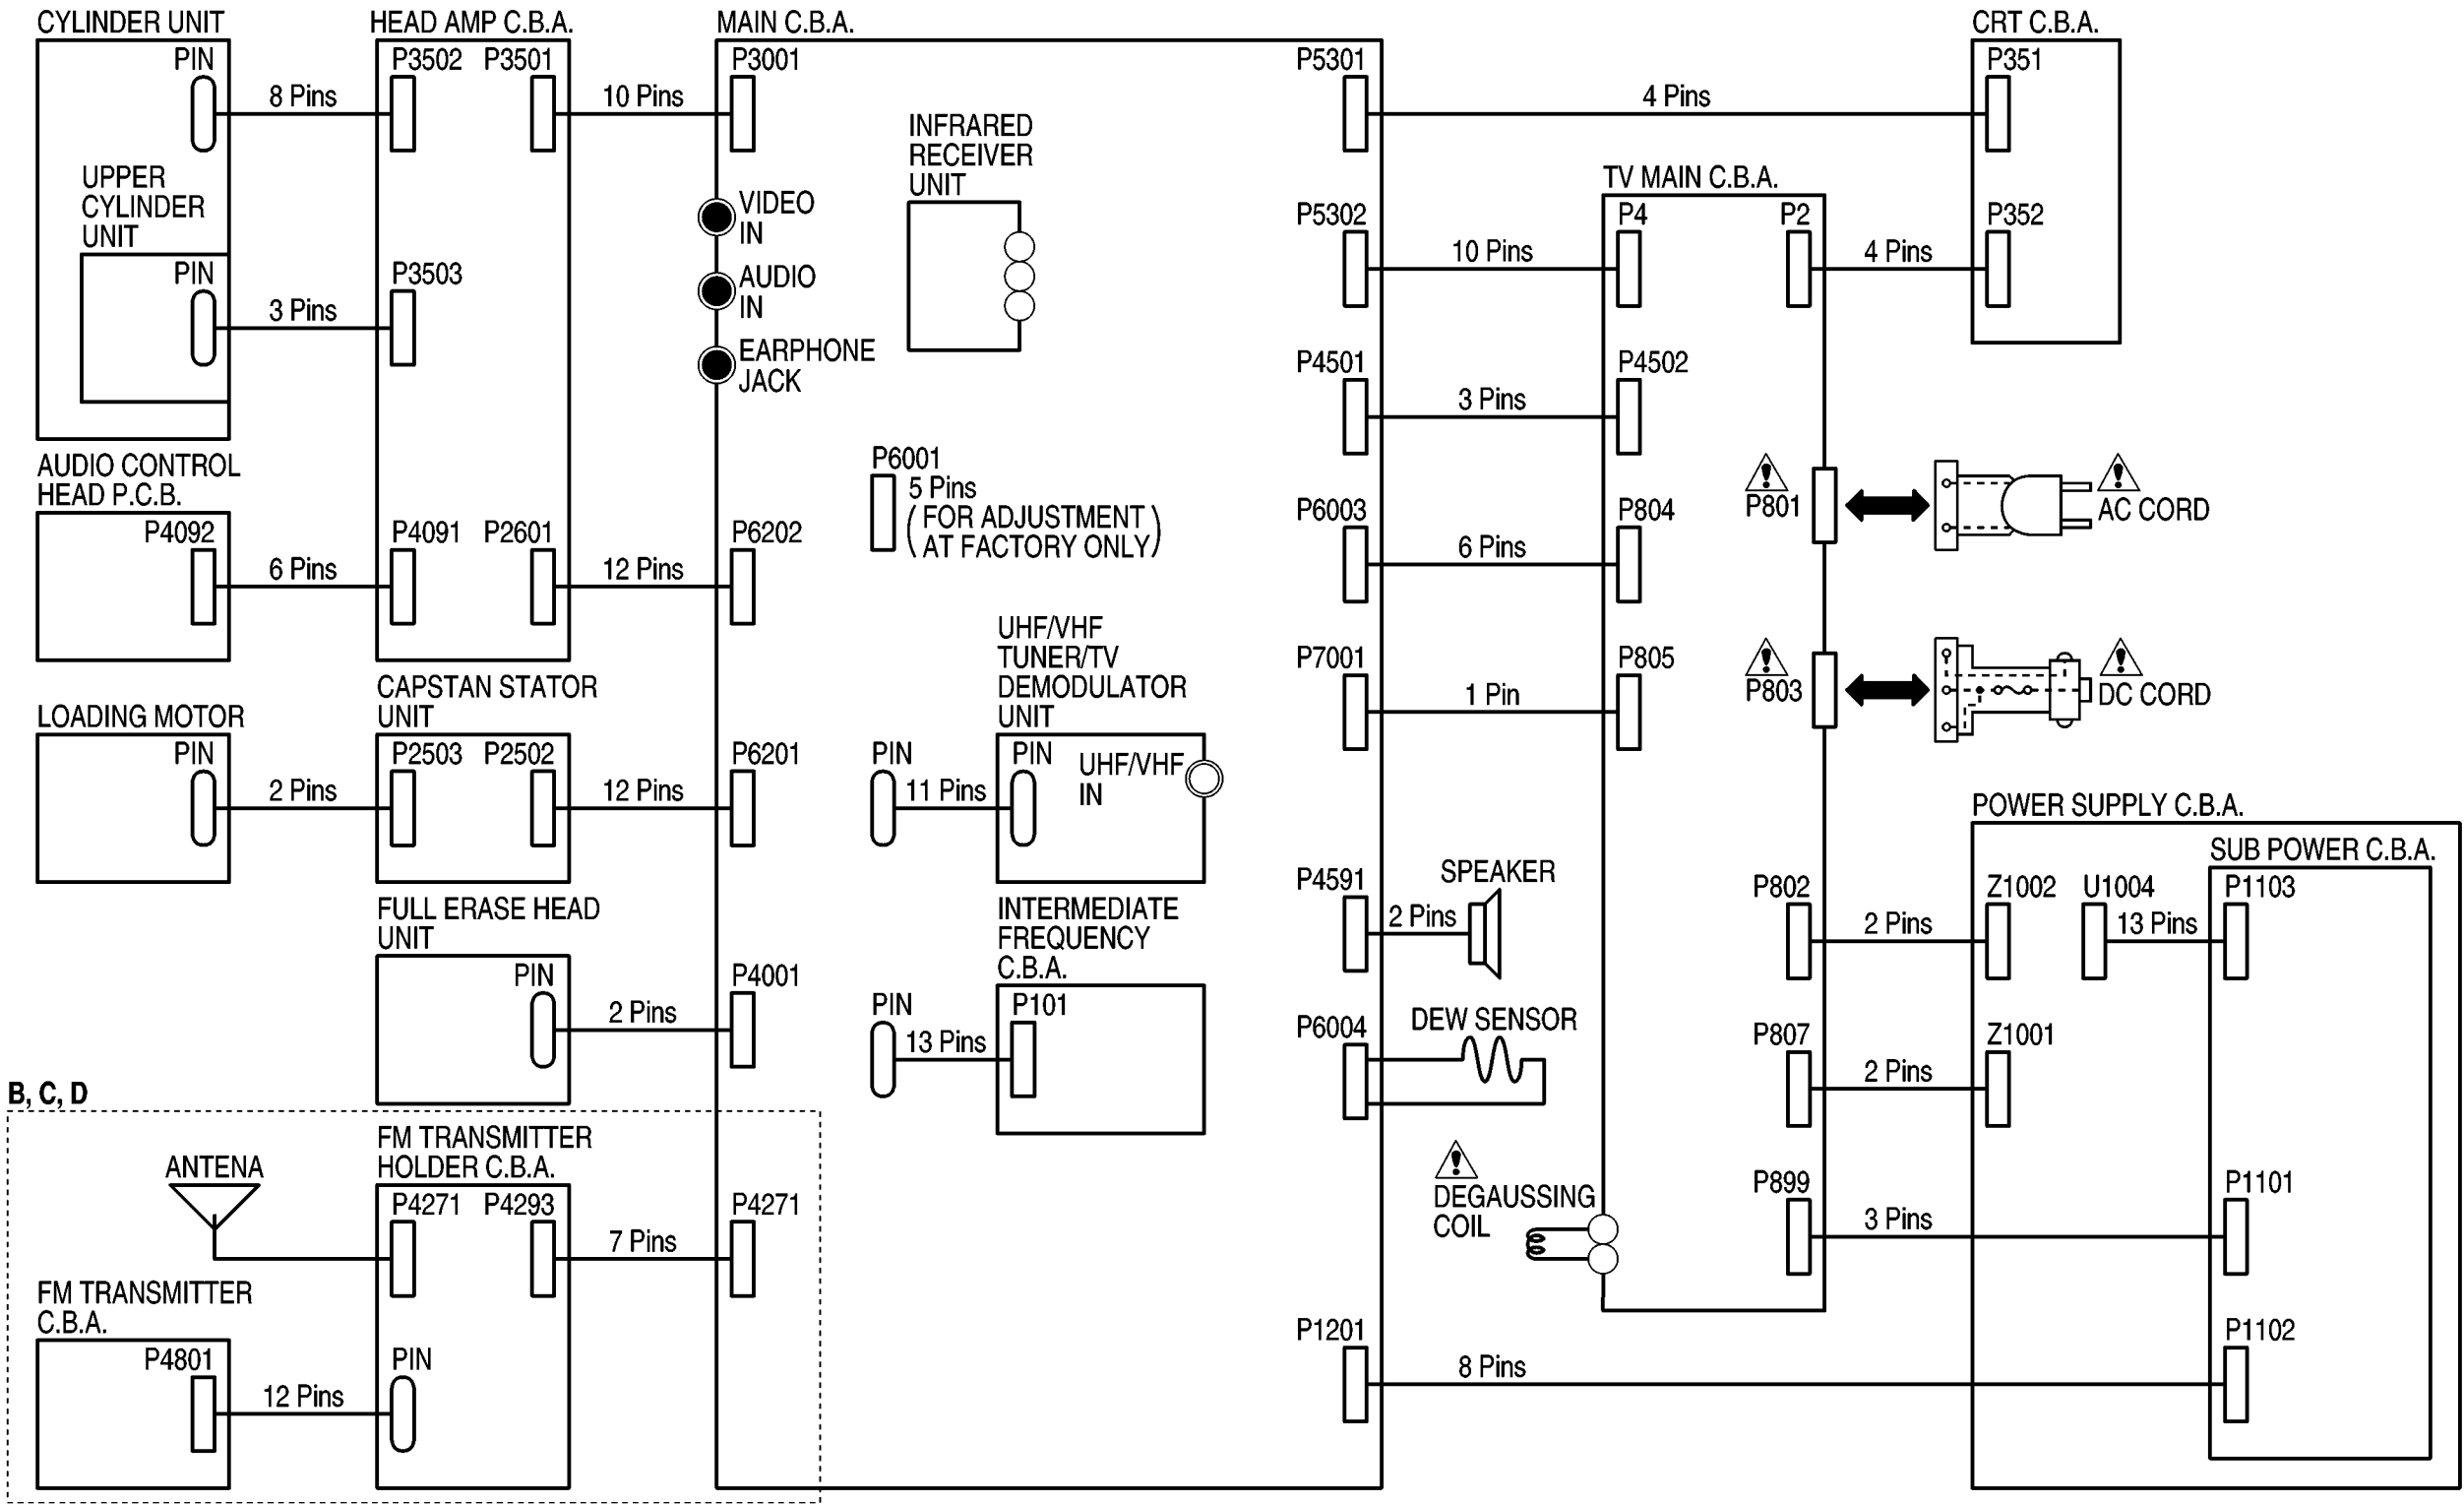 CYLINDER UNIT
PIN
8 Pins
UPPER
CYLINDER
UNIT
PIN
3 Pins
HEAD AMP C.B.A.
P3502
P3501
10 Pins
P3503
AUDIO CONTROL
HEAD P.C.B.
P4092
6 Pins
P4091
P2601
12 Pins
LOADING MOTOR
PIN
2 Pins
CAPSTAN STATOR
UNIT
P2503
P2502
12 Pins
FULL ERASE HEAD
UNIT
PIN
2 Pins
B, C, D
ANTENA
FM TRANSMITTER
HOLDER C.B.A.
P4271
P4293
7 Pins
FM TRANSMITTER
C.B.A.
P4801
12 Pins
PIN
MAIN C.B.A.
P3001
VIDEO
IN
AUDIO
IN
EARPHONE
JACK
P6202
P6201
P4001
P4271
INFRARED
RECEIVER
UNIT
P6001
5 Pins
( FOR ADJUSTMENT )
( AT FACTORY ONLY)
UHF/VHF
TUNER/TV
DEMODULATOR
UNIT
PIN
11 Pins
PIN
UHF/VHF
IN
INTERMEDIATE
FREQUENCY
C.B.A.
PIN
13 Pins
P101
P5301
4 Pins
P5302
10 Pins
P4501
3 Pins
P6003
6 Pins
P7001
1 Pin
P4591
2 Pins
SPEAKER
P6004
DEW SENSOR
DEGAUSSING
COIL
P1201
8 Pins
TV MAIN C.B.A.
P4
P2
4 Pins
P4502
P804
P805
P801
AC CORD
P803
DC CORD
P802
2 Pins
P807
2 Pins
P899
3 Pins
CRT C.B.A.
P351
P352
POWER SUPPLY C.B.A.
SUB POWER C.B.A.
Z1002
U1004
13 Pins
P1103
Z1001
P1101
P1102